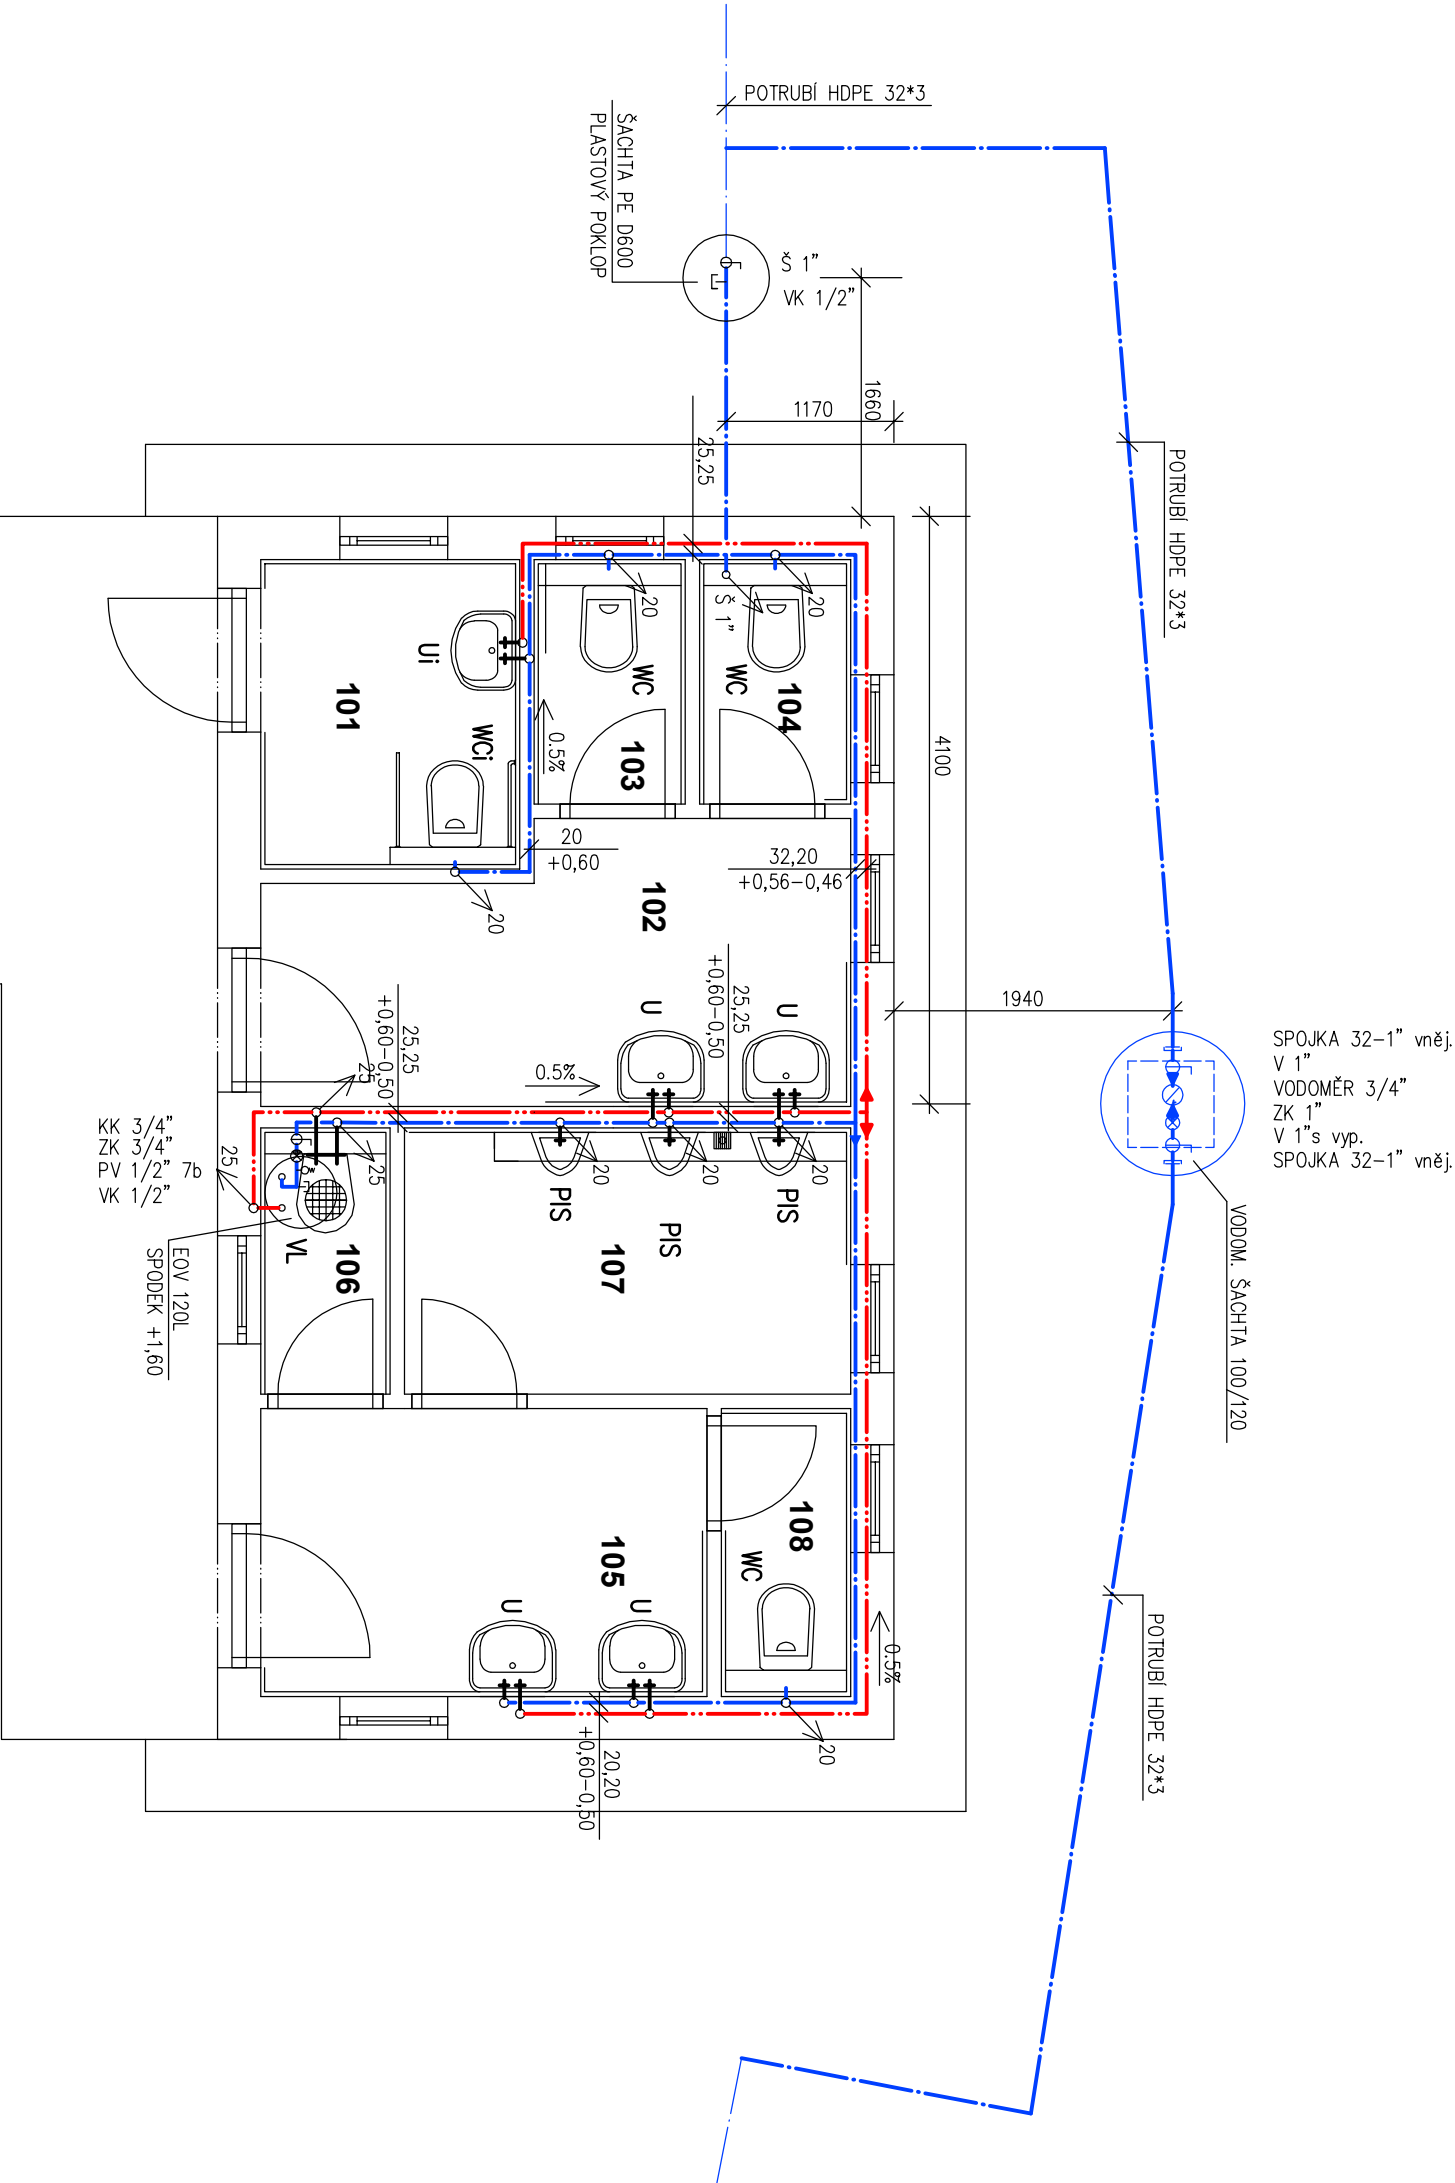 POTRUBÍ HDPE 32*3
ŠACHTA PE D600
PLASTOVÝ POKLOP
Š 1"
VK 1/2"
1660
1170
25,25
POTRUBÍ HDPE 32*3
4100
1940
SPOJKA 32-1" vněj.
V 1"
VODOMĚR 3/4"
ZK 1"
V 1"s vyp.
SPOJKA 32-1" vněj.
VODOM. ŠACHTA 100/120
POTRUBÍ HDPE 32*3
20
Š 1"
20
WC
WC
104
103
Ui
101
WCi
0.5%
20
+0,60
32,20
+0,56-0,46
20
102
U
U
25,25
+0,60-0,50
25,25
+0,60-0,50
0.5%
25
25
20
20
20
PIS
PIS
PIS
KK 3/4"
ZK 3/4"
PV 1/2" 7b
VK 1/2"
25
EOV 120L
SPODEK +1,60
VL
106
107
108
WC
105
U
U
0.5%
20
20,20
+0,60-0,50